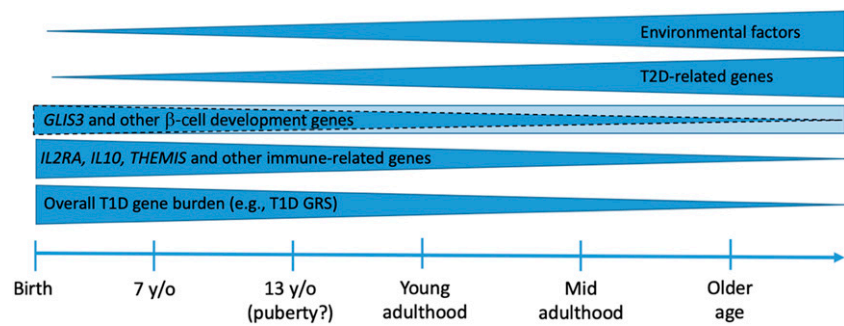 Environmental factors
T2D-related genes
GLIS3 and other β-cell development genes
IL2RA, IL10, THEMIS and other immune-related genes
Overall T1D gene burden (e.g., T1D GRS)
Birth
7 y/o
13 y/o
(puberty?)
Young
adulthood
Mid
adulthood
Older
age